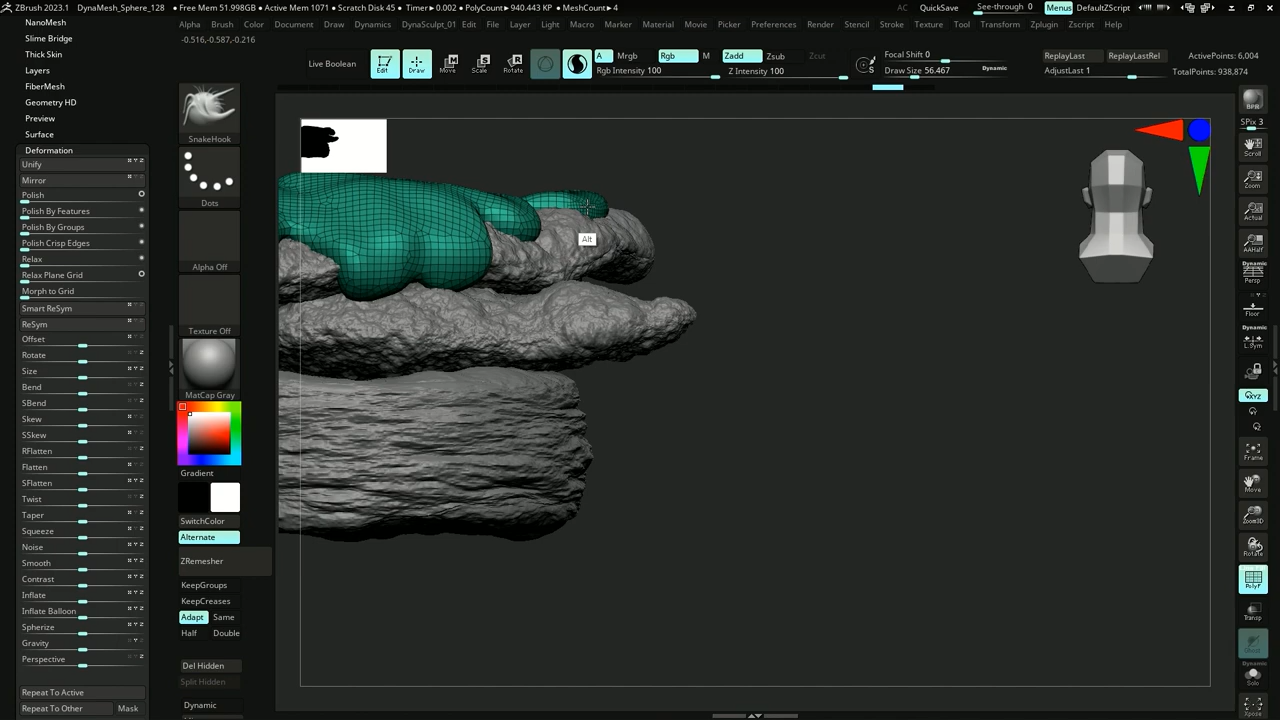 ZBrush 2023.1 DynaMesh_Sphere_128 ● Free Mem 51.998GB ● Active Mem 1071 ● Scratch Disk 45 ● Timer▸0.002 ● PolyCount▸940.443 KP ● MeshCount▸4
AC QuickSave See-through 0 Menus DefaultZScript
Alpha Brush Color Document Draw Dynamics DynaSculpt_01 Edit File Layer Light Macro Marker Material Movie Picker Preferences Render Stencil Stroke Texture Tool Transform Zplugin Zscript Help
-0.516,-0.587,-0.216
NanoMesh
Slime Bridge
Thick Skin
Layers
FiberMesh
Geometry HD
Preview
Surface
Deformation
Unify
Mirror
Polish
Polish By Features
Polish By Groups
Polish Crisp Edges
Relax
Relax Plane Grid
Morph to Grid
Smart ReSym
ReSym
Offset
Rotate
Size
Bend
SBend
Skew
SSkew
RFlatten
Flatten
SFlatten
Twist
Taper
Squeeze
Noise
Smooth
Contrast
Inflate
Inflate Balloon
Spherize
Gravity
Perspective
Repeat To Active
Repeat To Other Mask
Live Boolean Edit Draw Move Scale Rotate
A Mrgb Rgb M Zadd Zsub Zcut
Rgb Intensity 100 Z Intensity 100
S
Focal Shift 0
Draw Size 56.467 Dynamic
ReplayLast ReplayLastRel
AdjustLast 1
ActivePoints: 6,004
TotalPoints: 938,874
SnakeHook
Dots
Alpha Off
Texture Off
MatCap Gray
Gradient
SwitchColor
Alternate
ZRemesher
KeepGroups
KeepCreases
Adapt Same
Half Double
Del Hidden
Split Hidden
Dynamic
Alt
BPR
SPix 3
Scroll
Zoom
Actual
AAHalf
Dynamic
Persp
Floor
Dynamic
L.Sym
XYZ
Frame
Move
Zoom3D
Rotate
PolyF
Transp
Ghost
Dynamic
Solo
Xpose